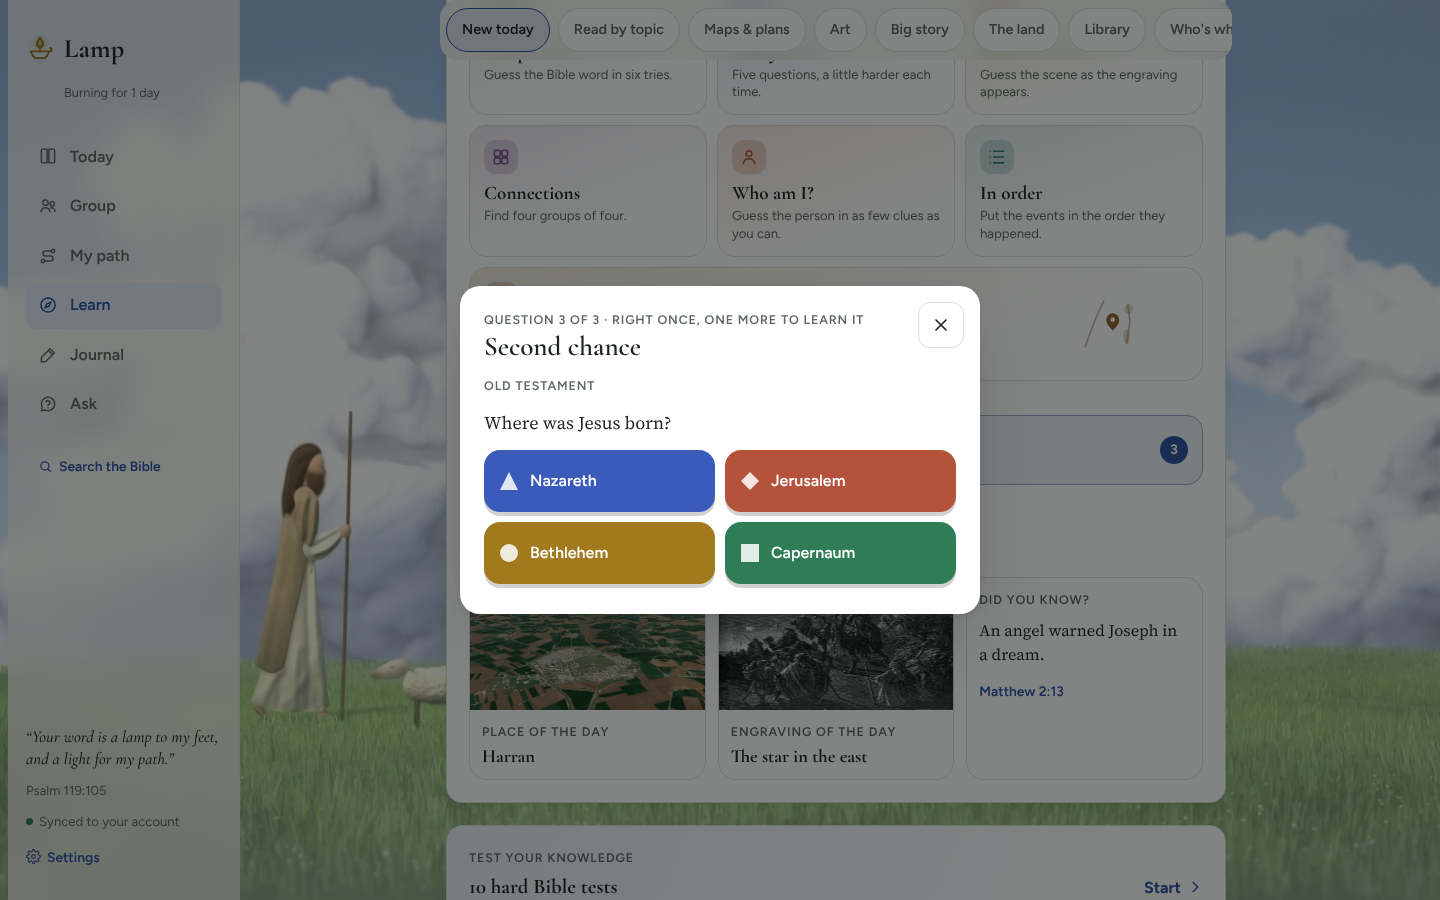 Lamp
Burning for 1 day
Today
Group
My path
Learn
Journal
Ask
Search the Bible
“Your word is a lamp to my feet,
and a light for my path.”
Psalm 119:105
Synced to your account
Settings
New today
Read by topic
Maps & plans
Art
Big story
The land
Library
Who's wh
Guess the Bible word in six tries.
Five questions, a little harder each
time.
Guess the scene as the engraving
appears.
Connections
Find four groups of four.
Who am I?
Guess the person in as few clues as
you can.
In order
Put the events in the order they
happened.
QUESTION 3 OF 3 · RIGHT ONCE, ONE MORE TO LEARN IT
Second chance
OLD TESTAMENT
Where was Jesus born?
Nazareth
Jerusalem
Bethlehem
Capernaum
3
PLACE OF THE DAY
Harran
ENGRAVING OF THE DAY
The star in the east
DID YOU KNOW?
An angel warned Joseph in
a dream.
Matthew 2:13
TEST YOUR KNOWLEDGE
10 hard Bible tests
Start